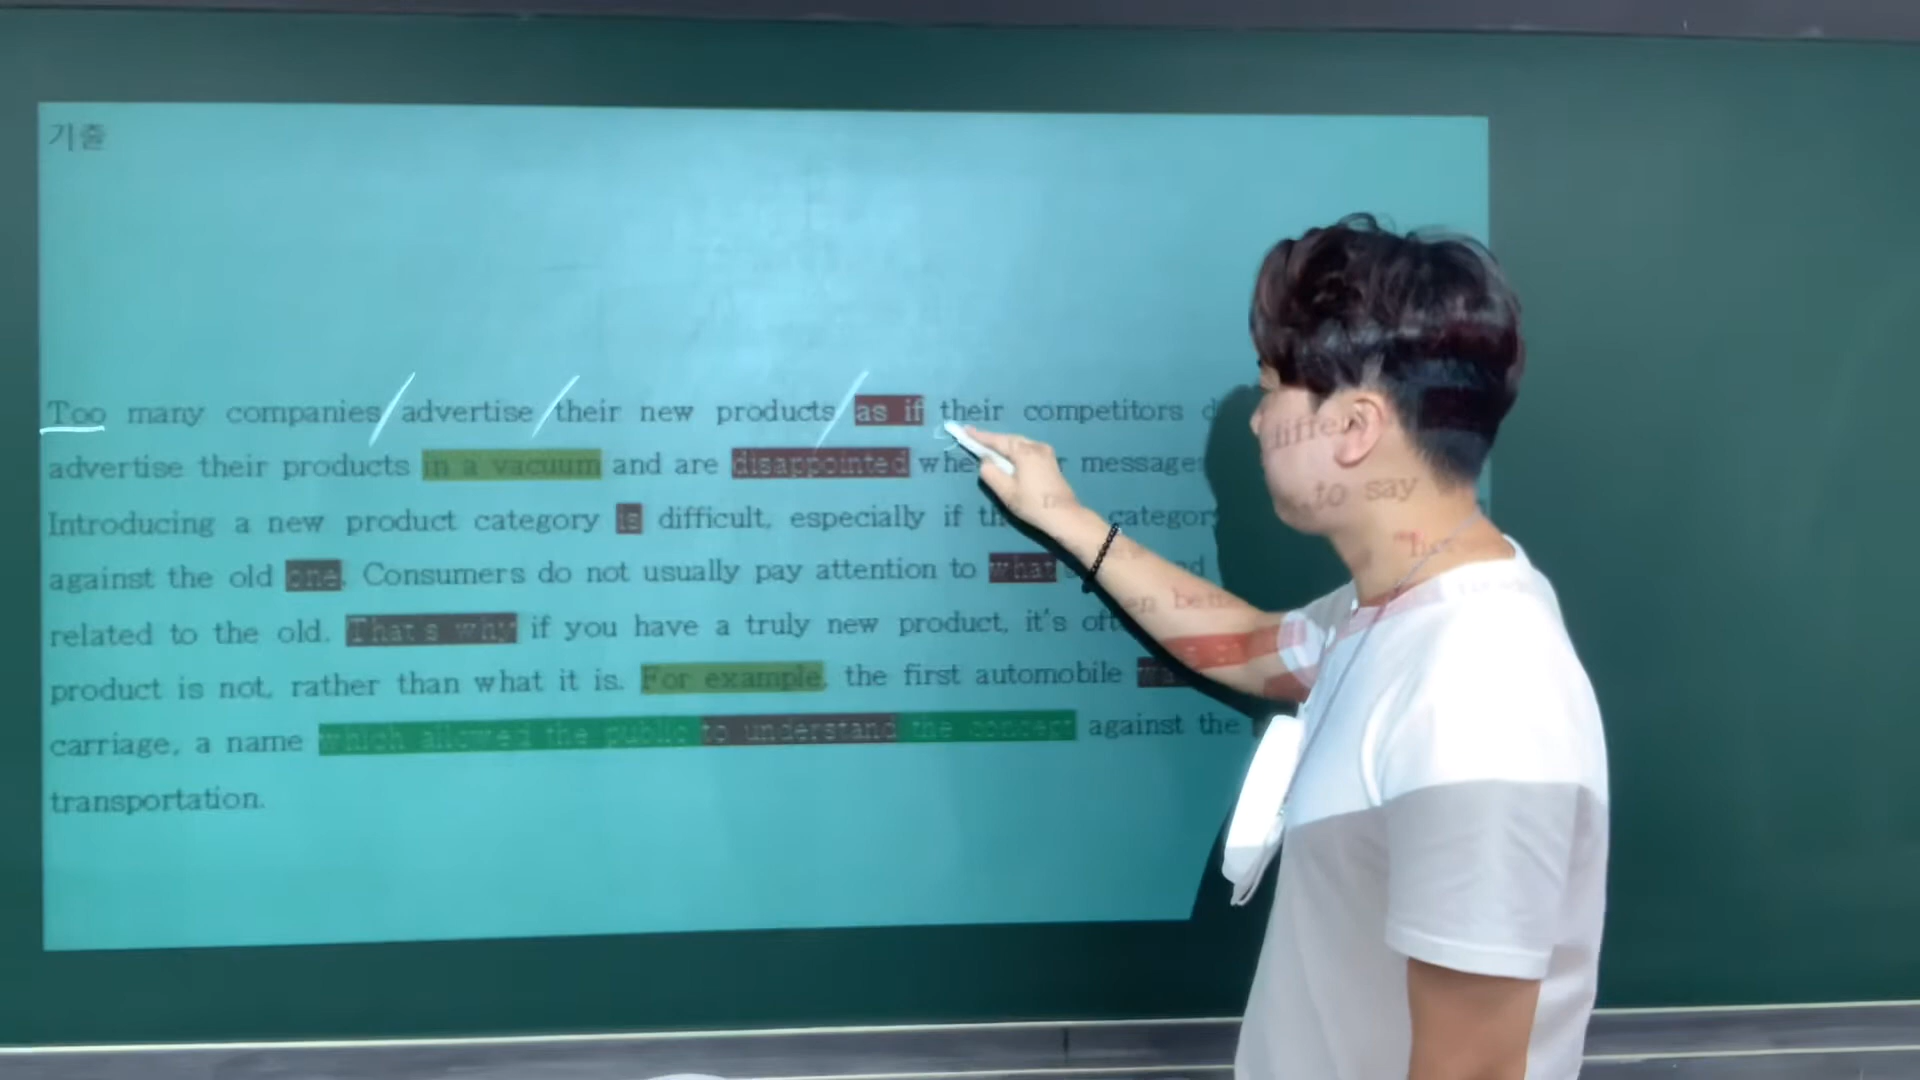 기출
Too many companies advertise their new products as if their competitors
advertise their products in a vacuum and are disappointed messages
Introducing a new product category is difficult, especially if category
against the old one. Consumers do not usually pay attention to what
related to the old. That's why if you have a truly new product, it's
to say
product is not, rather than what it is. For example, the first automobile
carriage, a name which allowed the public to understand the concept against the
transportation.